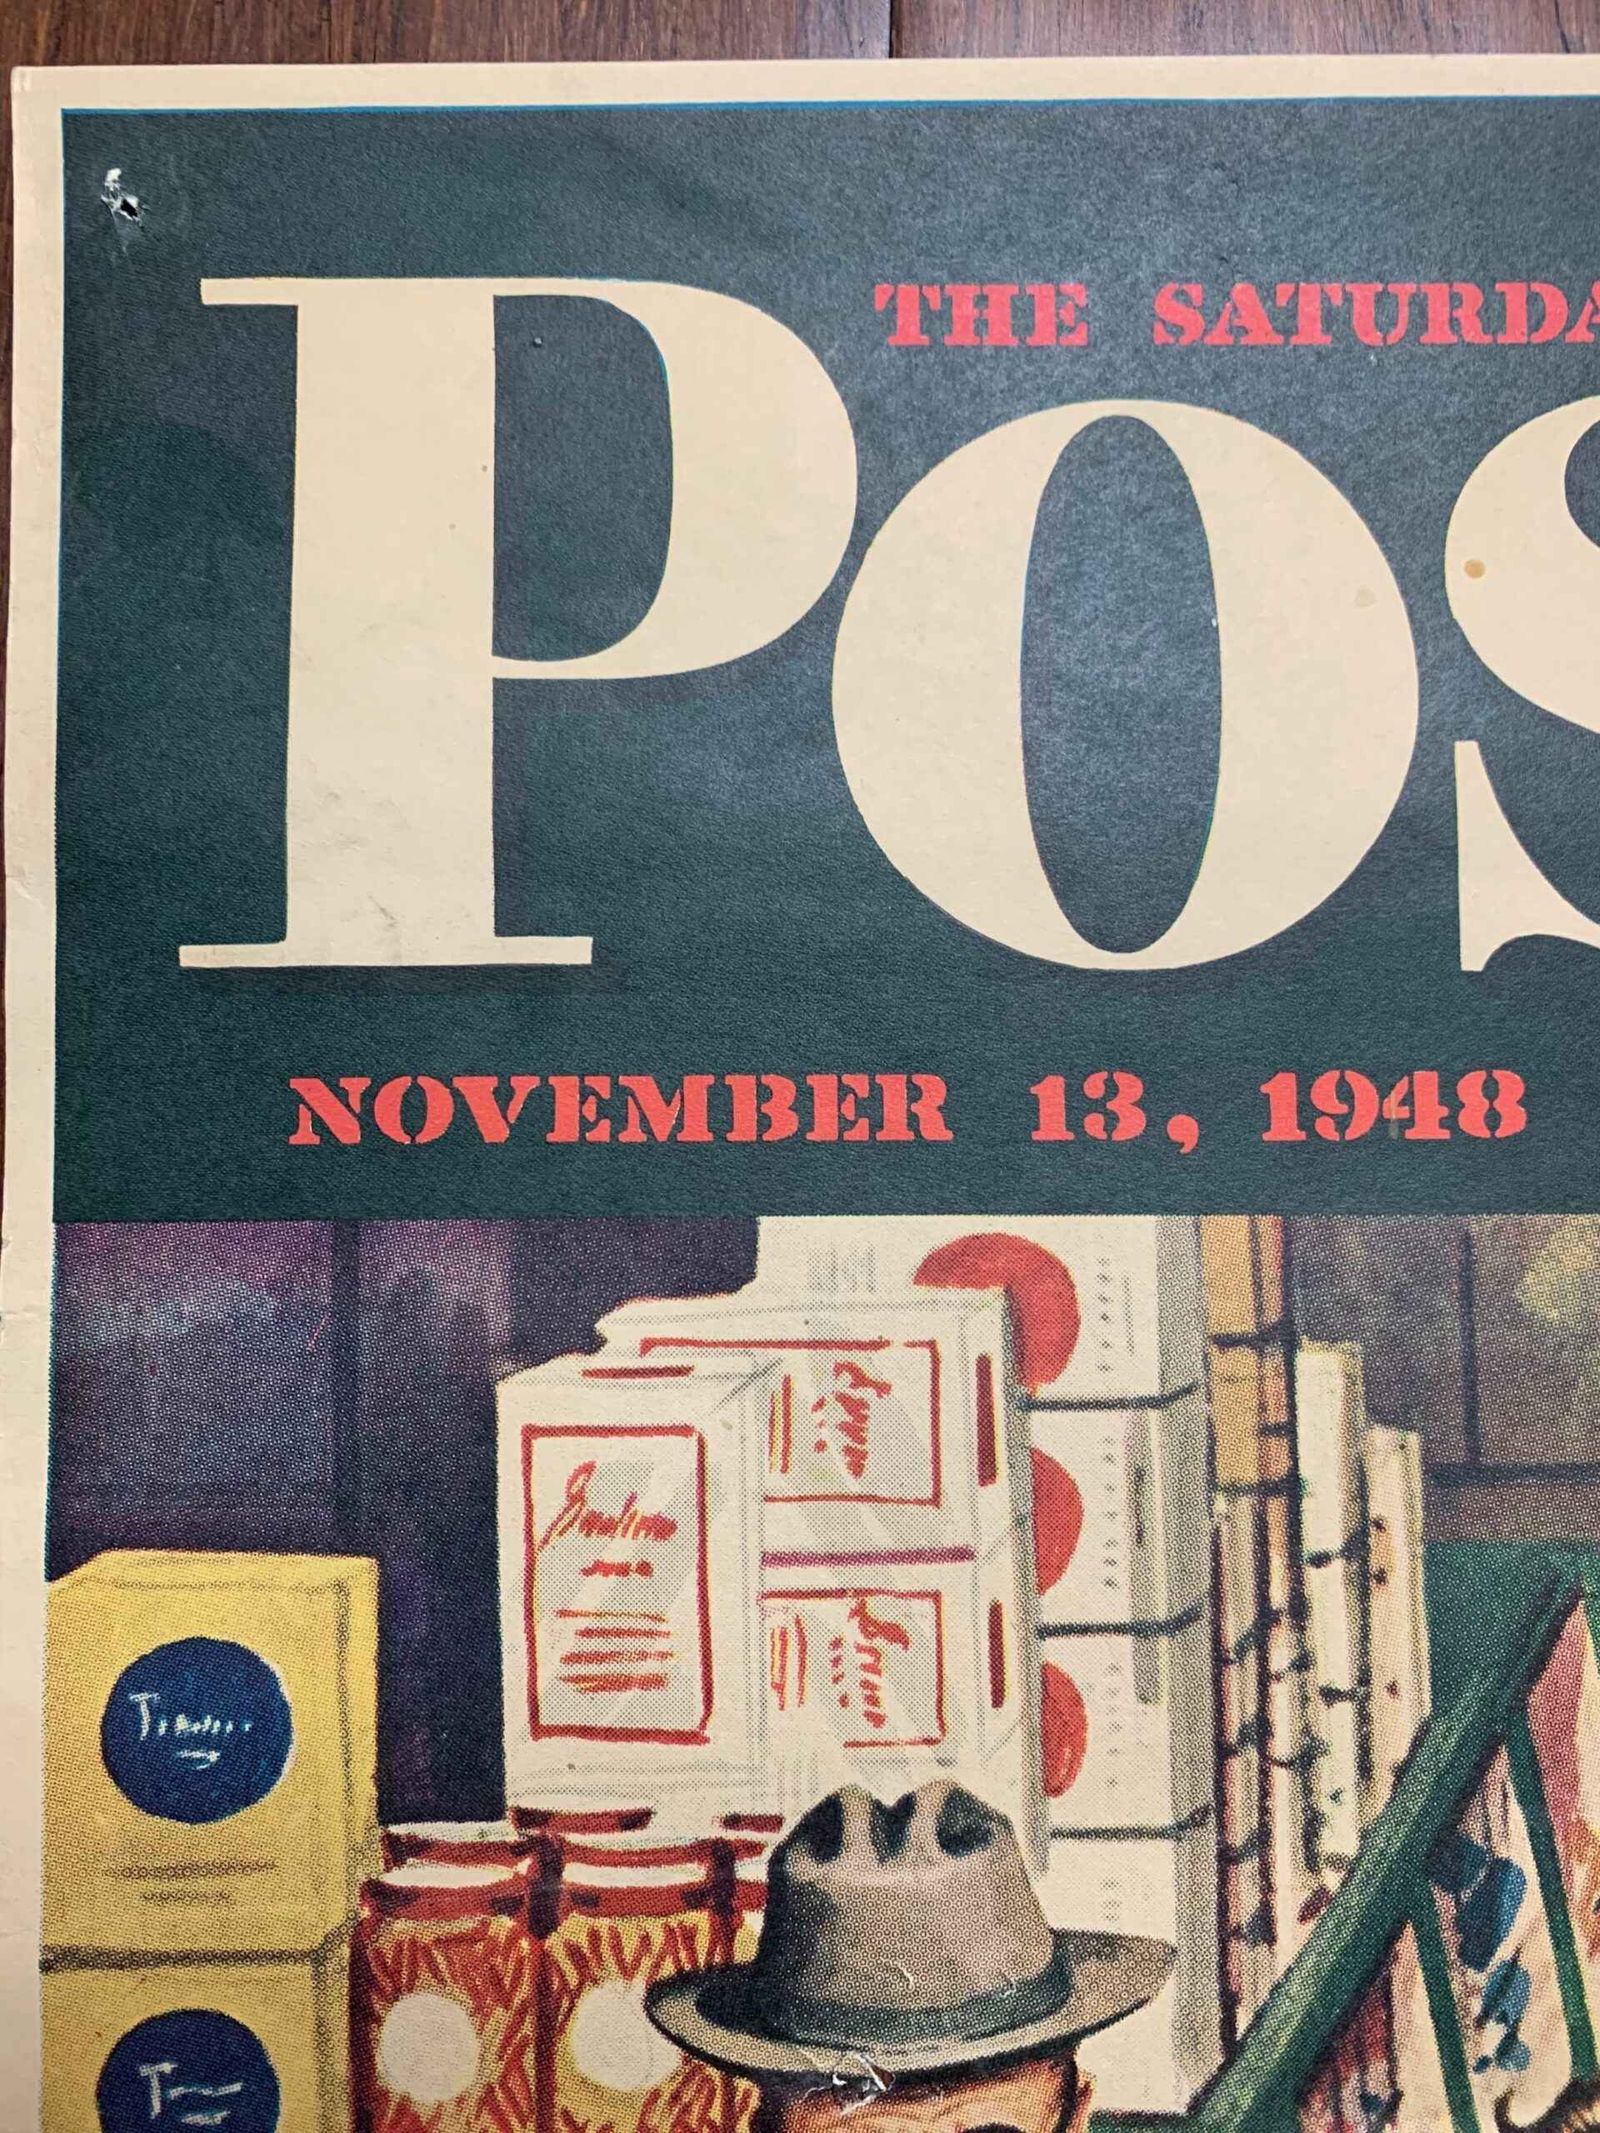 THE SATURDA
POS
NOVEMBER 13, 1948